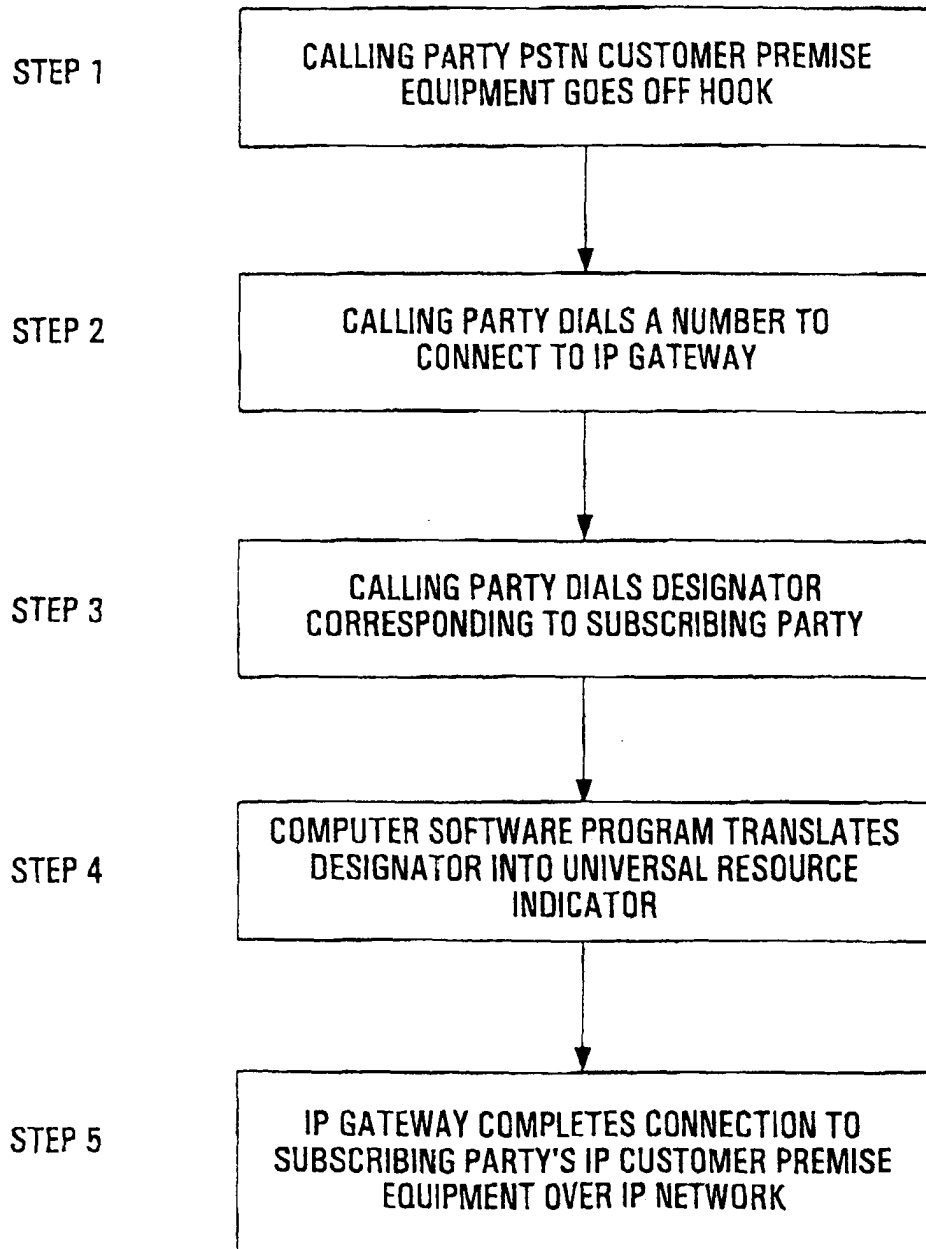 STEP 1
CALLING PARTY PSTN CUSTOMER PREMISE
EQUIPMENT GOES OFF HOOK
STEP 2
CALLING PARTY DIALS A NUMBER TO
CONNECT TO IP GATEWAY
STEP 3
CALLING PARTY DIALS DESIGNATOR
CORRESPONDING TO SUBSCRIBING PARTY
STEP 4
COMPUTER SOFTWARE PROGRAM TRANSLATES
DESIGNATOR INTO UNIVERSAL RESOURCE
INDICATOR
STEP 5
IP GATEWAY COMPLETES CONNECTION TO
SUBSCRIBING PARTY'S IP CUSTOMER PREMISE
EQUIPMENT OVER IP NETWORK